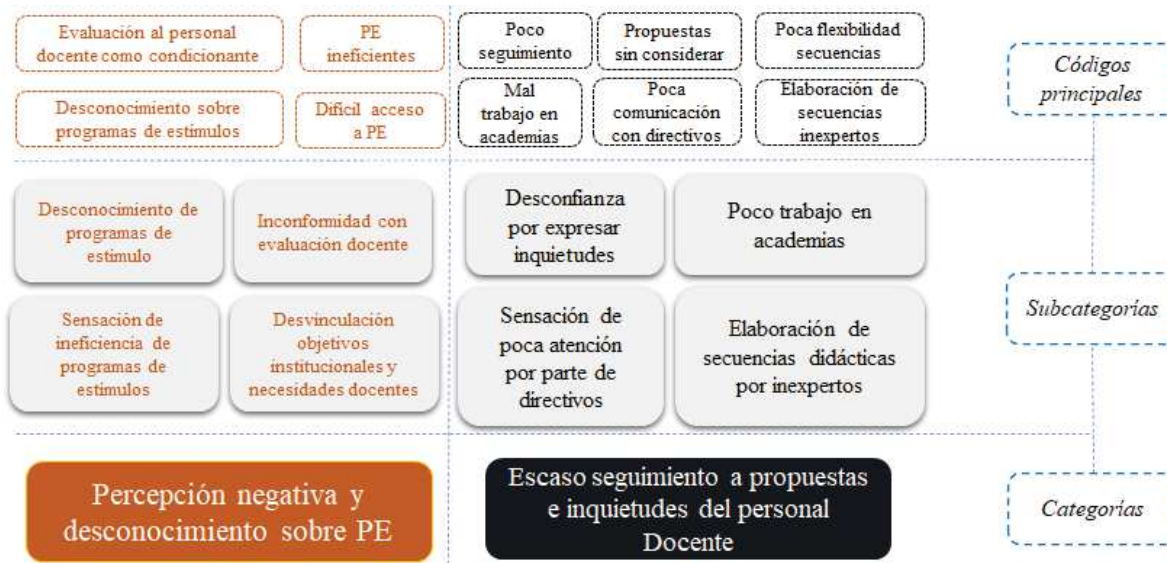 Evaluación al personal
docente como condicionante
PE
ineficientes
Poco
seguimiento
Propuestas
sin considerar
Poca flexibilidad
secuencias
Códigos
principales
Desconocimiento sobre
programas de estimulos
Difícil acceso
a PE
Mal
trabajo en
academias
Poca
comunicación
con directivos
Elaboración de
secuencias
inexpertos
Desconocimiento de
programas de
estimulo
Inconformidad con
evaluación docente
Desconfianza
por expresar
inquietudes
Poco trabajo en
academias
Subcategorías
Sensación de
ineficiencia de
programas de
estimulos
Desvinculación
objetivos
institucionales y
necesidades docentes
Sensación de
poca atención
por parte de
directivos
Elaboración de
secuencias didácticas
por inexpertos
Percepción negativa y
desconocimiento sobre PE
Escaso seguimiento a propuestas
e inquietudes del personal
Docente
Categorías